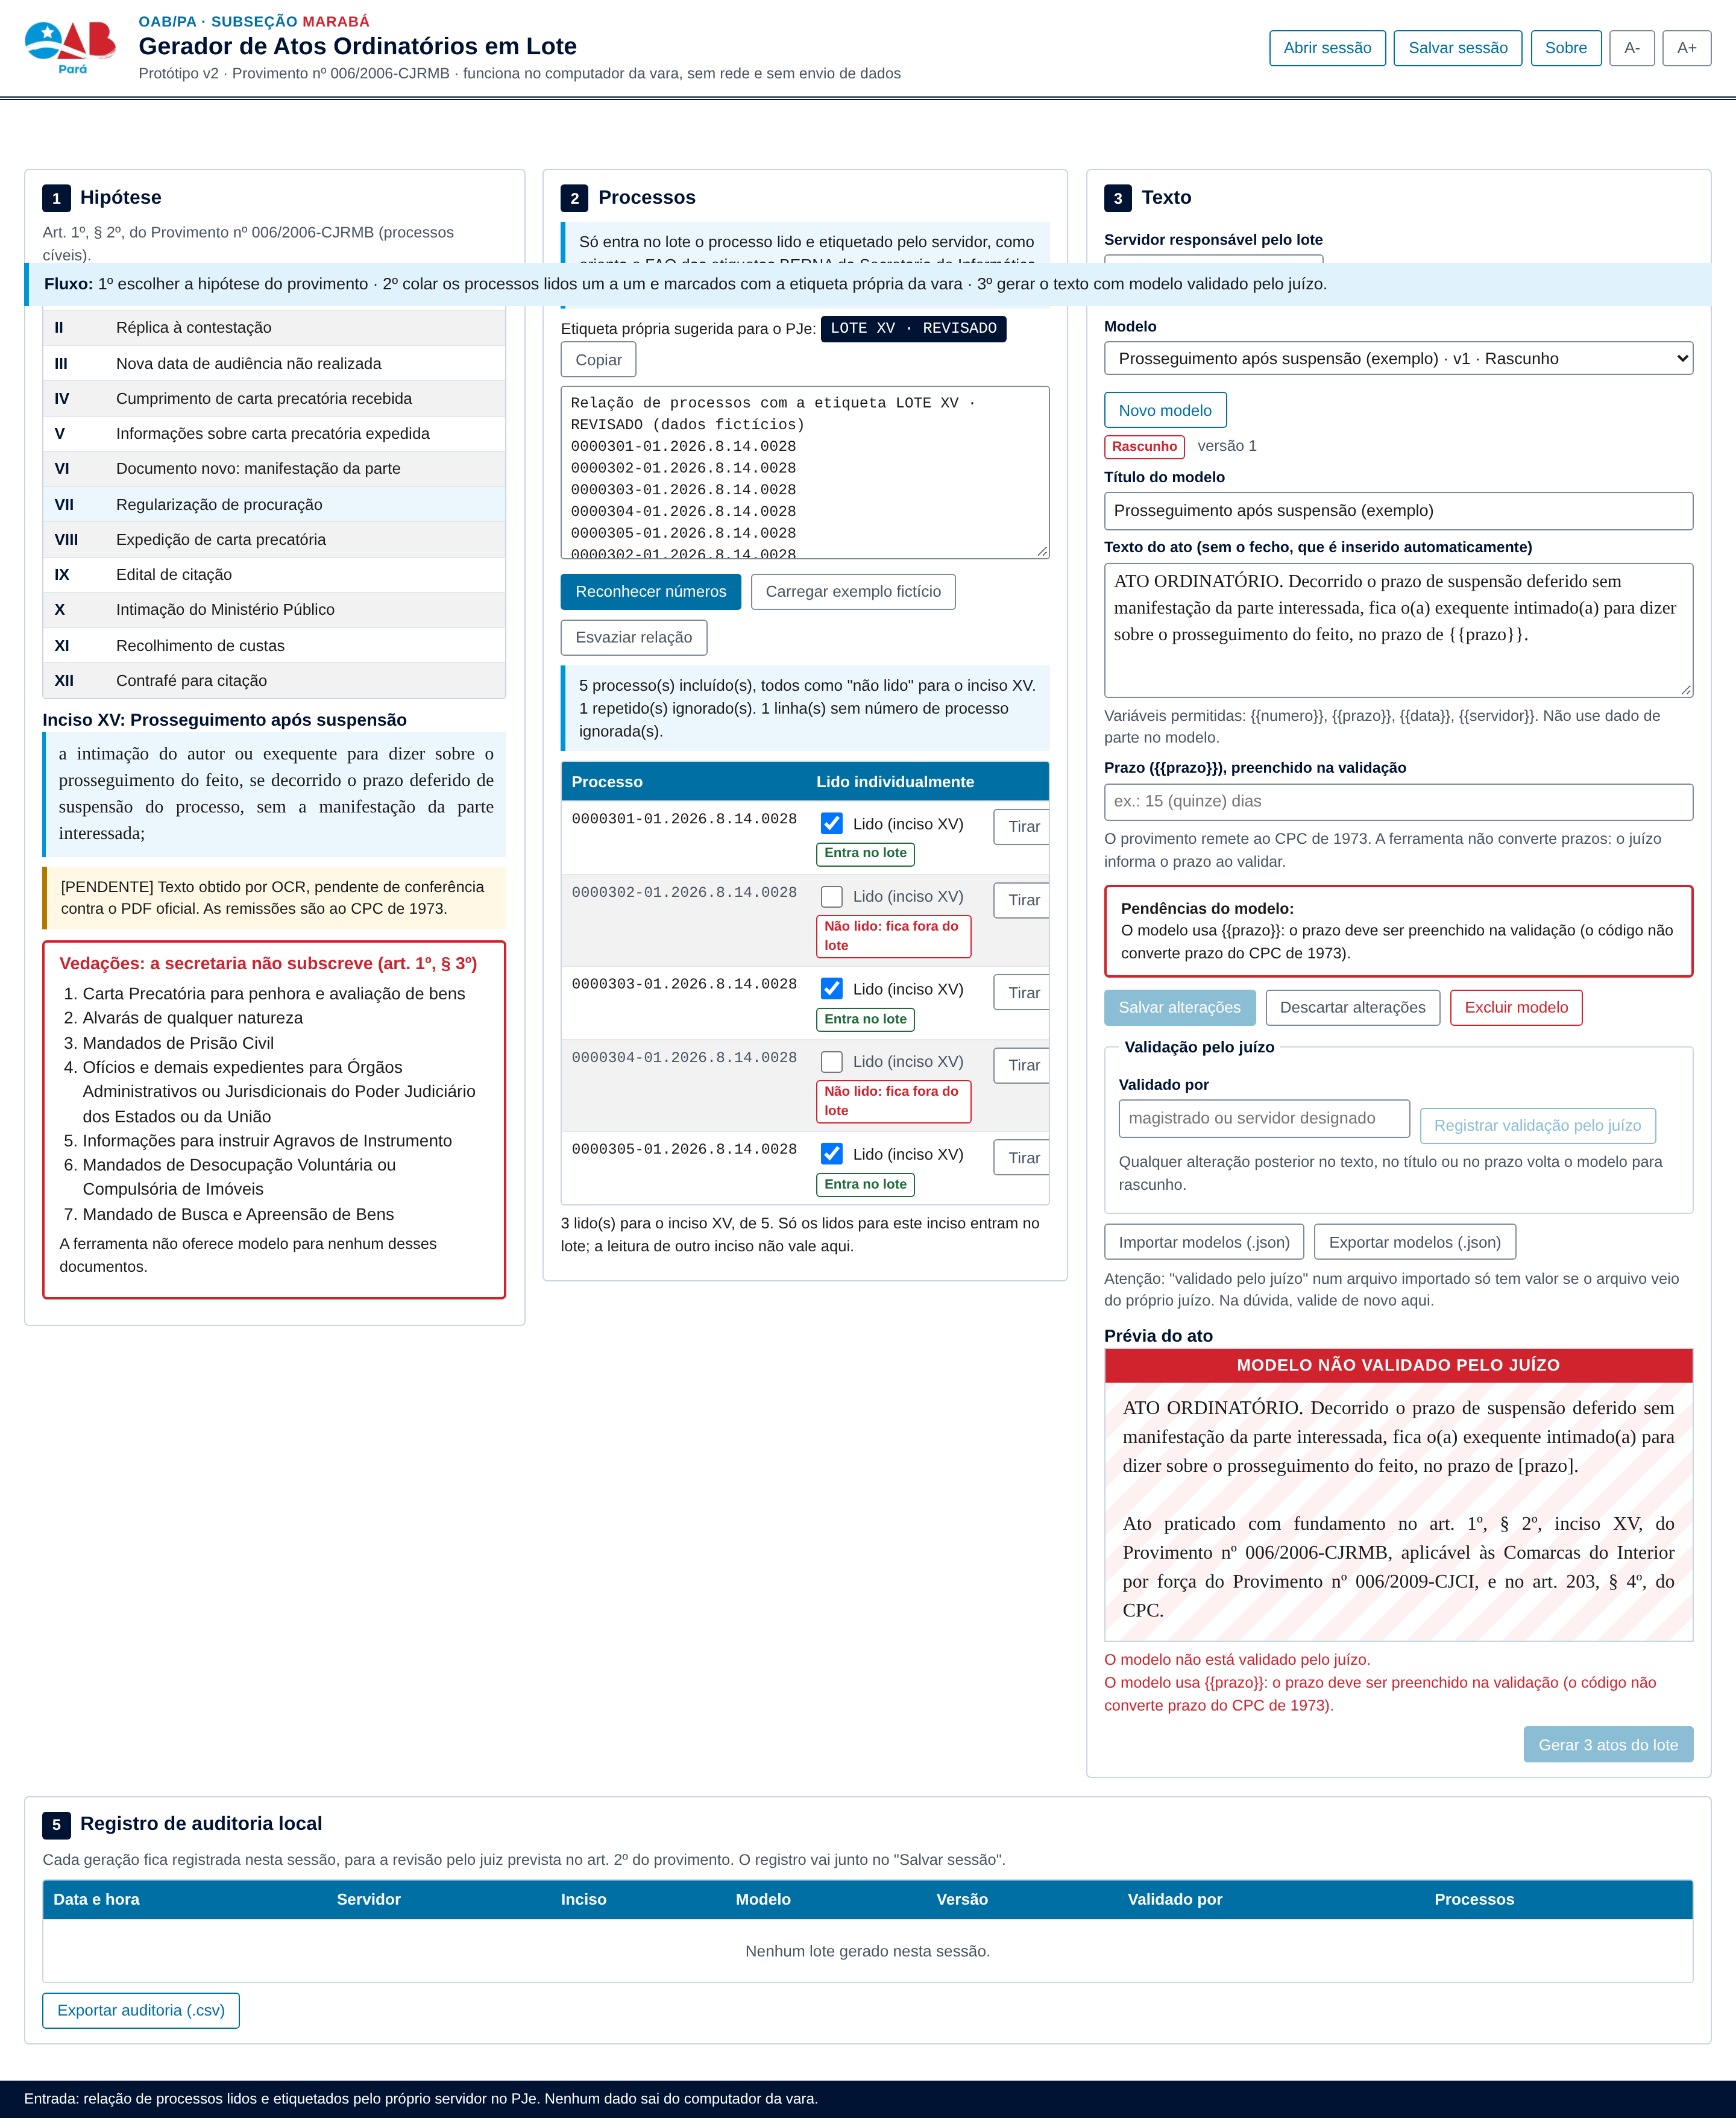 OAB
Pará
OAB/PA · SUBSEÇÃO MARABÁ
Gerador de Atos Ordinatórios em Lote
Protótipo v2 · Provimento nº 006/2006-CJRMB · funciona no computador da vara, sem rede e sem envio de dados
Abrir sessão
Salvar sessão
Sobre
A-
A+
1 Hipótese
Art. 1º, § 2º, do Provimento nº 006/2006-CJRMB (processos
cíveis).
Fluxo: 1º escolher a hipótese do provimento · 2º colar os processos lidos um a um e marcados com a etiqueta própria da vara · 3º gerar o texto com modelo validado pelo juízo.
II Réplica à contestação
III Nova data de audiência não realizada
IV Cumprimento de carta precatória recebida
V Informações sobre carta precatória expedida
VI Documento novo: manifestação da parte
VII Regularização de procuração
VIII Expedição de carta precatória
IX Edital de citação
X Intimação do Ministério Público
XI Recolhimento de custas
XII Contrafé para citação
Inciso XV: Prosseguimento após suspensão
a intimação do autor ou exequente para dizer sobre o
prosseguimento do feito, se decorrido o prazo deferido de
suspensão do processo, sem a manifestação da parte
interessada;
[PENDENTE] Texto obtido por OCR, pendente de conferência
contra o PDF oficial. As remissões são ao CPC de 1973.
Vedações: a secretaria não subscreve (art. 1º, § 3º)
1. Carta Precatória para penhora e avaliação de bens
2. Alvarás de qualquer natureza
3. Mandados de Prisão Civil
4. Ofícios e demais expedientes para Órgãos
Administrativos ou Jurisdicionais do Poder Judiciário
dos Estados ou da União
5. Informações para instruir Agravos de Instrumento
6. Mandados de Desocupação Voluntária ou
Compulsória de Imóveis
7. Mandado de Busca e Apreensão de Bens
A ferramenta não oferece modelo para nenhum desses
documentos.
2 Processos
Só entra no lote o processo lido e etiquetado pelo servidor, como
Etiqueta própria sugerida para o PJe: LOTE XV · REVISADO
Copiar
Relação de processos com a etiqueta LOTE XV ·
REVISADO (dados fictícios)
0000301-01.2026.8.14.0028
0000302-01.2026.8.14.0028
0000303-01.2026.8.14.0028
0000304-01.2026.8.14.0028
0000305-01.2026.8.14.0028
0000302-01.2026.8.14.0028
Reconhecer números
Carregar exemplo fictício
Esvaziar relação
5 processo(s) incluído(s), todos como "não lido" para o inciso XV.
1 repetido(s) ignorado(s). 1 linha(s) sem número de processo
ignorada(s).
Processo Lido individualmente
0000301-01.2026.8.14.0028 Lido (inciso XV) Tirar
Entra no lote
0000302-01.2026.8.14.0028 Lido (inciso XV) Tirar
Não lido: fica fora do
lote
0000303-01.2026.8.14.0028 Lido (inciso XV) Tirar
Entra no lote
0000304-01.2026.8.14.0028 Lido (inciso XV) Tirar
Não lido: fica fora do
lote
0000305-01.2026.8.14.0028 Lido (inciso XV) Tirar
Entra no lote
3 lido(s) para o inciso XV, de 5. Só os lidos para este inciso entram no
lote; a leitura de outro inciso não vale aqui.
3 Texto
Servidor responsável pelo lote
Modelo
Prosseguimento após suspensão (exemplo) · v1 · Rascunho
Novo modelo
Rascunho versão 1
Título do modelo
Prosseguimento após suspensão (exemplo)
Texto do ato (sem o fecho, que é inserido automaticamente)
ATO ORDINATÓRIO. Decorrido o prazo de suspensão deferido sem
manifestação da parte interessada, fica o(a) exequente intimado(a) para dizer
sobre o prosseguimento do feito, no prazo de {{prazo}}.
Variáveis permitidas: {{numero}}, {{prazo}}, {{data}}, {{servidor}}. Não use dado de
parte no modelo.
Prazo ({{prazo}}), preenchido na validação
ex.: 15 (quinze) dias
O provimento remete ao CPC de 1973. A ferramenta não converte prazos: o juízo
informa o prazo ao validar.
Pendências do modelo:
O modelo usa {{prazo}}: o prazo deve ser preenchido na validação (o código não
converte prazo do CPC de 1973).
Salvar alterações
Descartar alterações
Excluir modelo
Validação pelo juízo
Validado por
magistrado ou servidor designado
Registrar validação pelo juízo
Qualquer alteração posterior no texto, no título ou no prazo volta o modelo para
rascunho.
Importar modelos (.json)
Exportar modelos (.json)
Atenção: "validado pelo juízo" num arquivo importado só tem valor se o arquivo veio
do próprio juízo. Na dúvida, valide de novo aqui.
Prévia do ato
MODELO NÃO VALIDADO PELO JUÍZO
ATO ORDINATÓRIO. Decorrido o prazo de suspensão deferido sem
manifestação da parte interessada, fica o(a) exequente intimado(a) para
dizer sobre o prosseguimento do feito, no prazo de [prazo].
Ato praticado com fundamento no art. 1º, § 2º, inciso XV, do
Provimento nº 006/2006-CJRMB, aplicável às Comarcas do Interior
por força do Provimento nº 006/2009-CJCI, e no art. 203, § 4º, do
CPC.
O modelo não está validado pelo juízo.
O modelo usa {{prazo}}: o prazo deve ser preenchido na validação (o código não
converte prazo do CPC de 1973).
Gerar 3 atos do lote
5 Registro de auditoria local
Cada geração fica registrada nesta sessão, para a revisão pelo juiz prevista no art. 2º do provimento. O registro vai junto no "Salvar sessão".
Data e hora Servidor Inciso Modelo Versão Validado por Processos
Nenhum lote gerado nesta sessão.
Exportar auditoria (.csv)
Entrada: relação de processos lidos e etiquetados pelo próprio servidor no PJe. Nenhum dado sai do computador da vara.